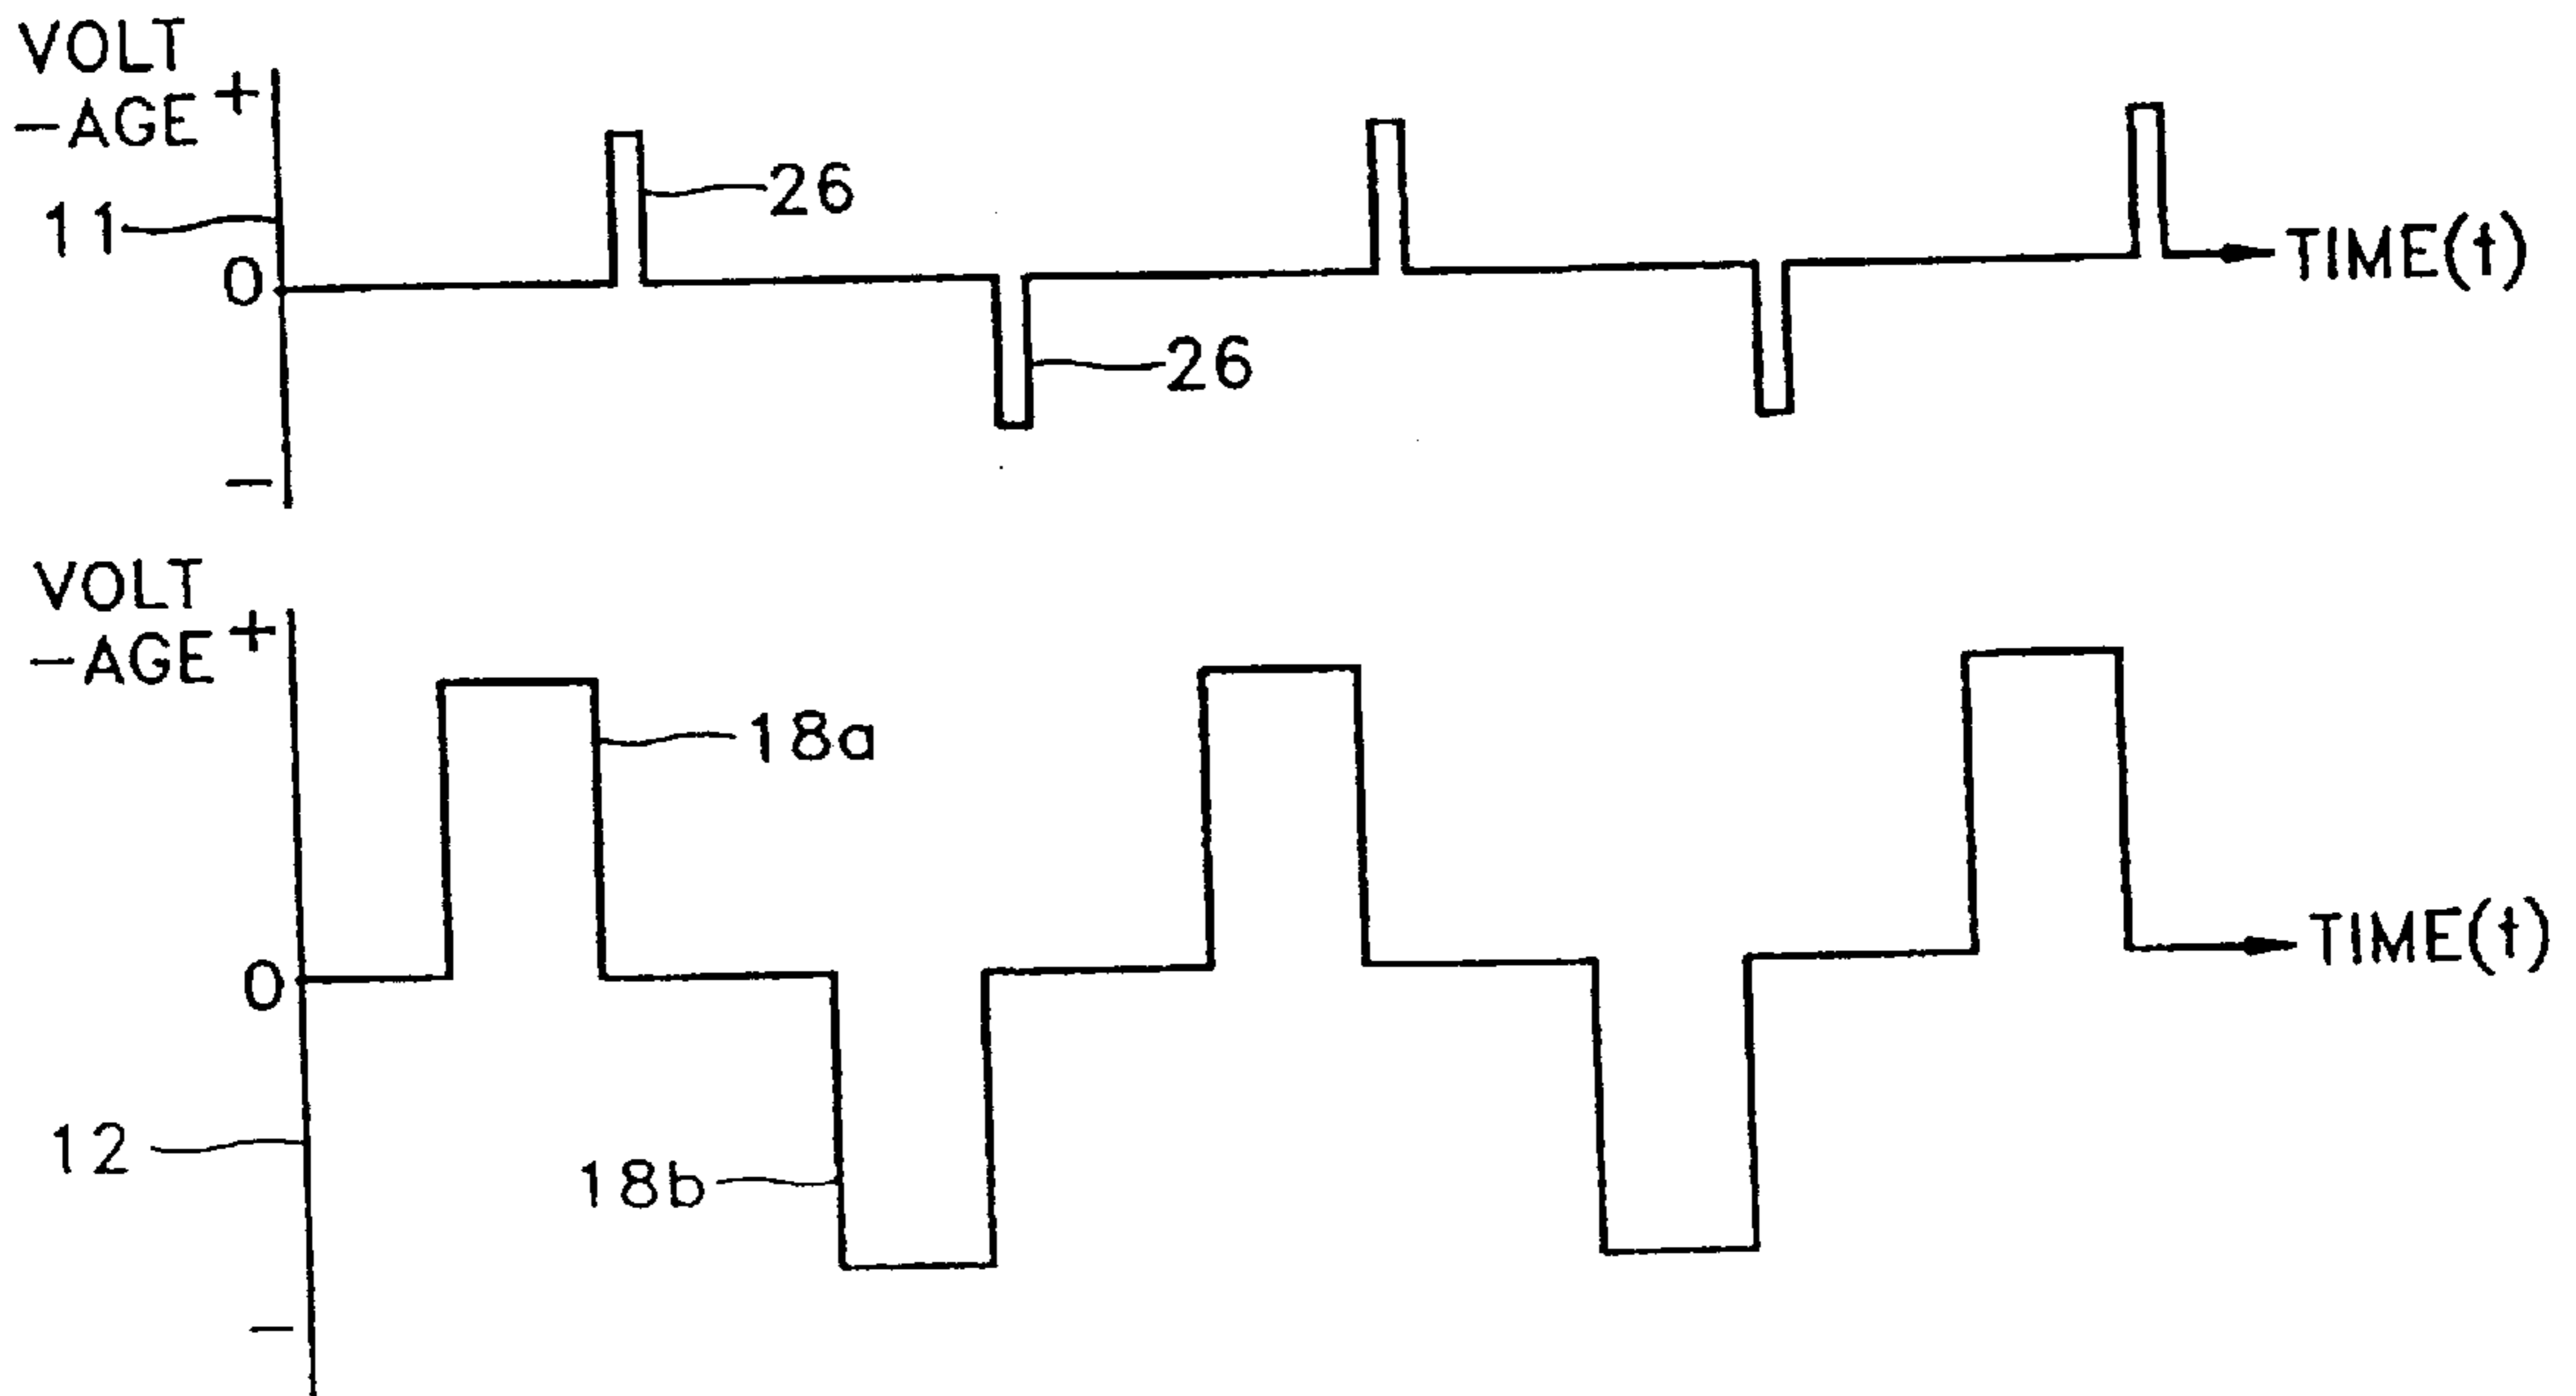 VOLT
-AGE +
26
11
0
TIME(t)
26
-
VOLT
-AGE +
18a
0
TIME(t)
12
18b
-